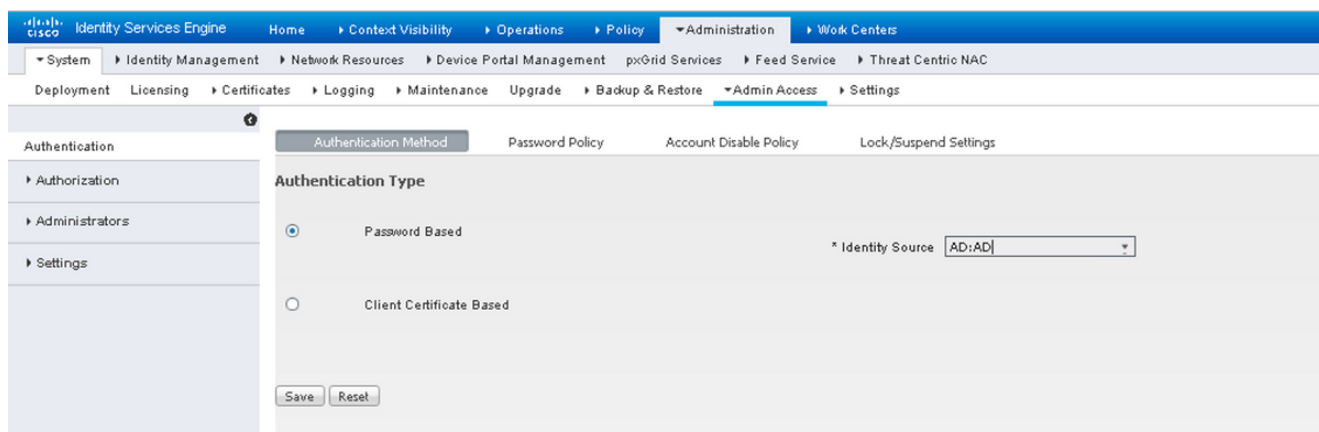 cisco Identity Services Engine Home Context Visibility Operations Policy Administration Work Centers
System Identity Management Network Resources Device Portal Management pxGrid Services Feed Service Threat Centric NAC
Deployment Licensing Certificates Logging Maintenance Upgrade Backup & Restore Admin Access Settings
Authentication
Authorization
Administrators
Settings
Authentication Method Password Policy Account Disable Policy Lock/Suspend Settings
Authentication Type
Password Based
* Identity Source AD:AD
Client Certificate Based
Save Reset